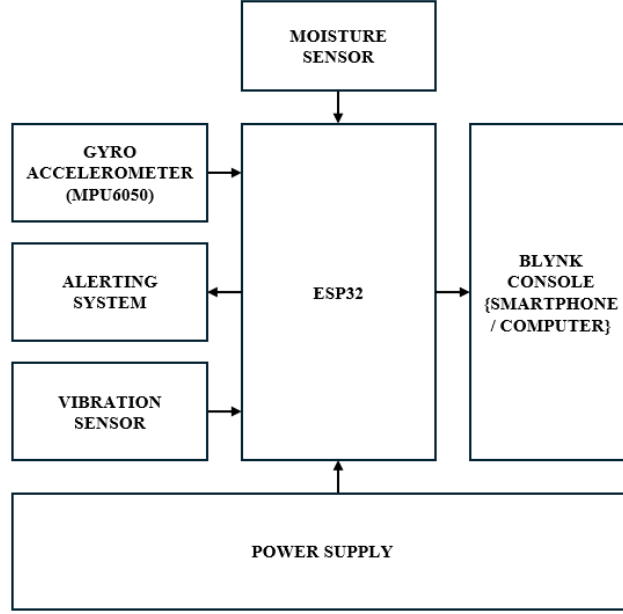 MOISTURE
SENSOR
GYRO
ACCELEROMETER
(MPU6050)
ALERTING
SYSTEM
VIBRATION
SENSOR
ESP32
BLYNK
CONSOLE
{SMARTPHONE
/ COMPUTER}
POWER SUPPLY